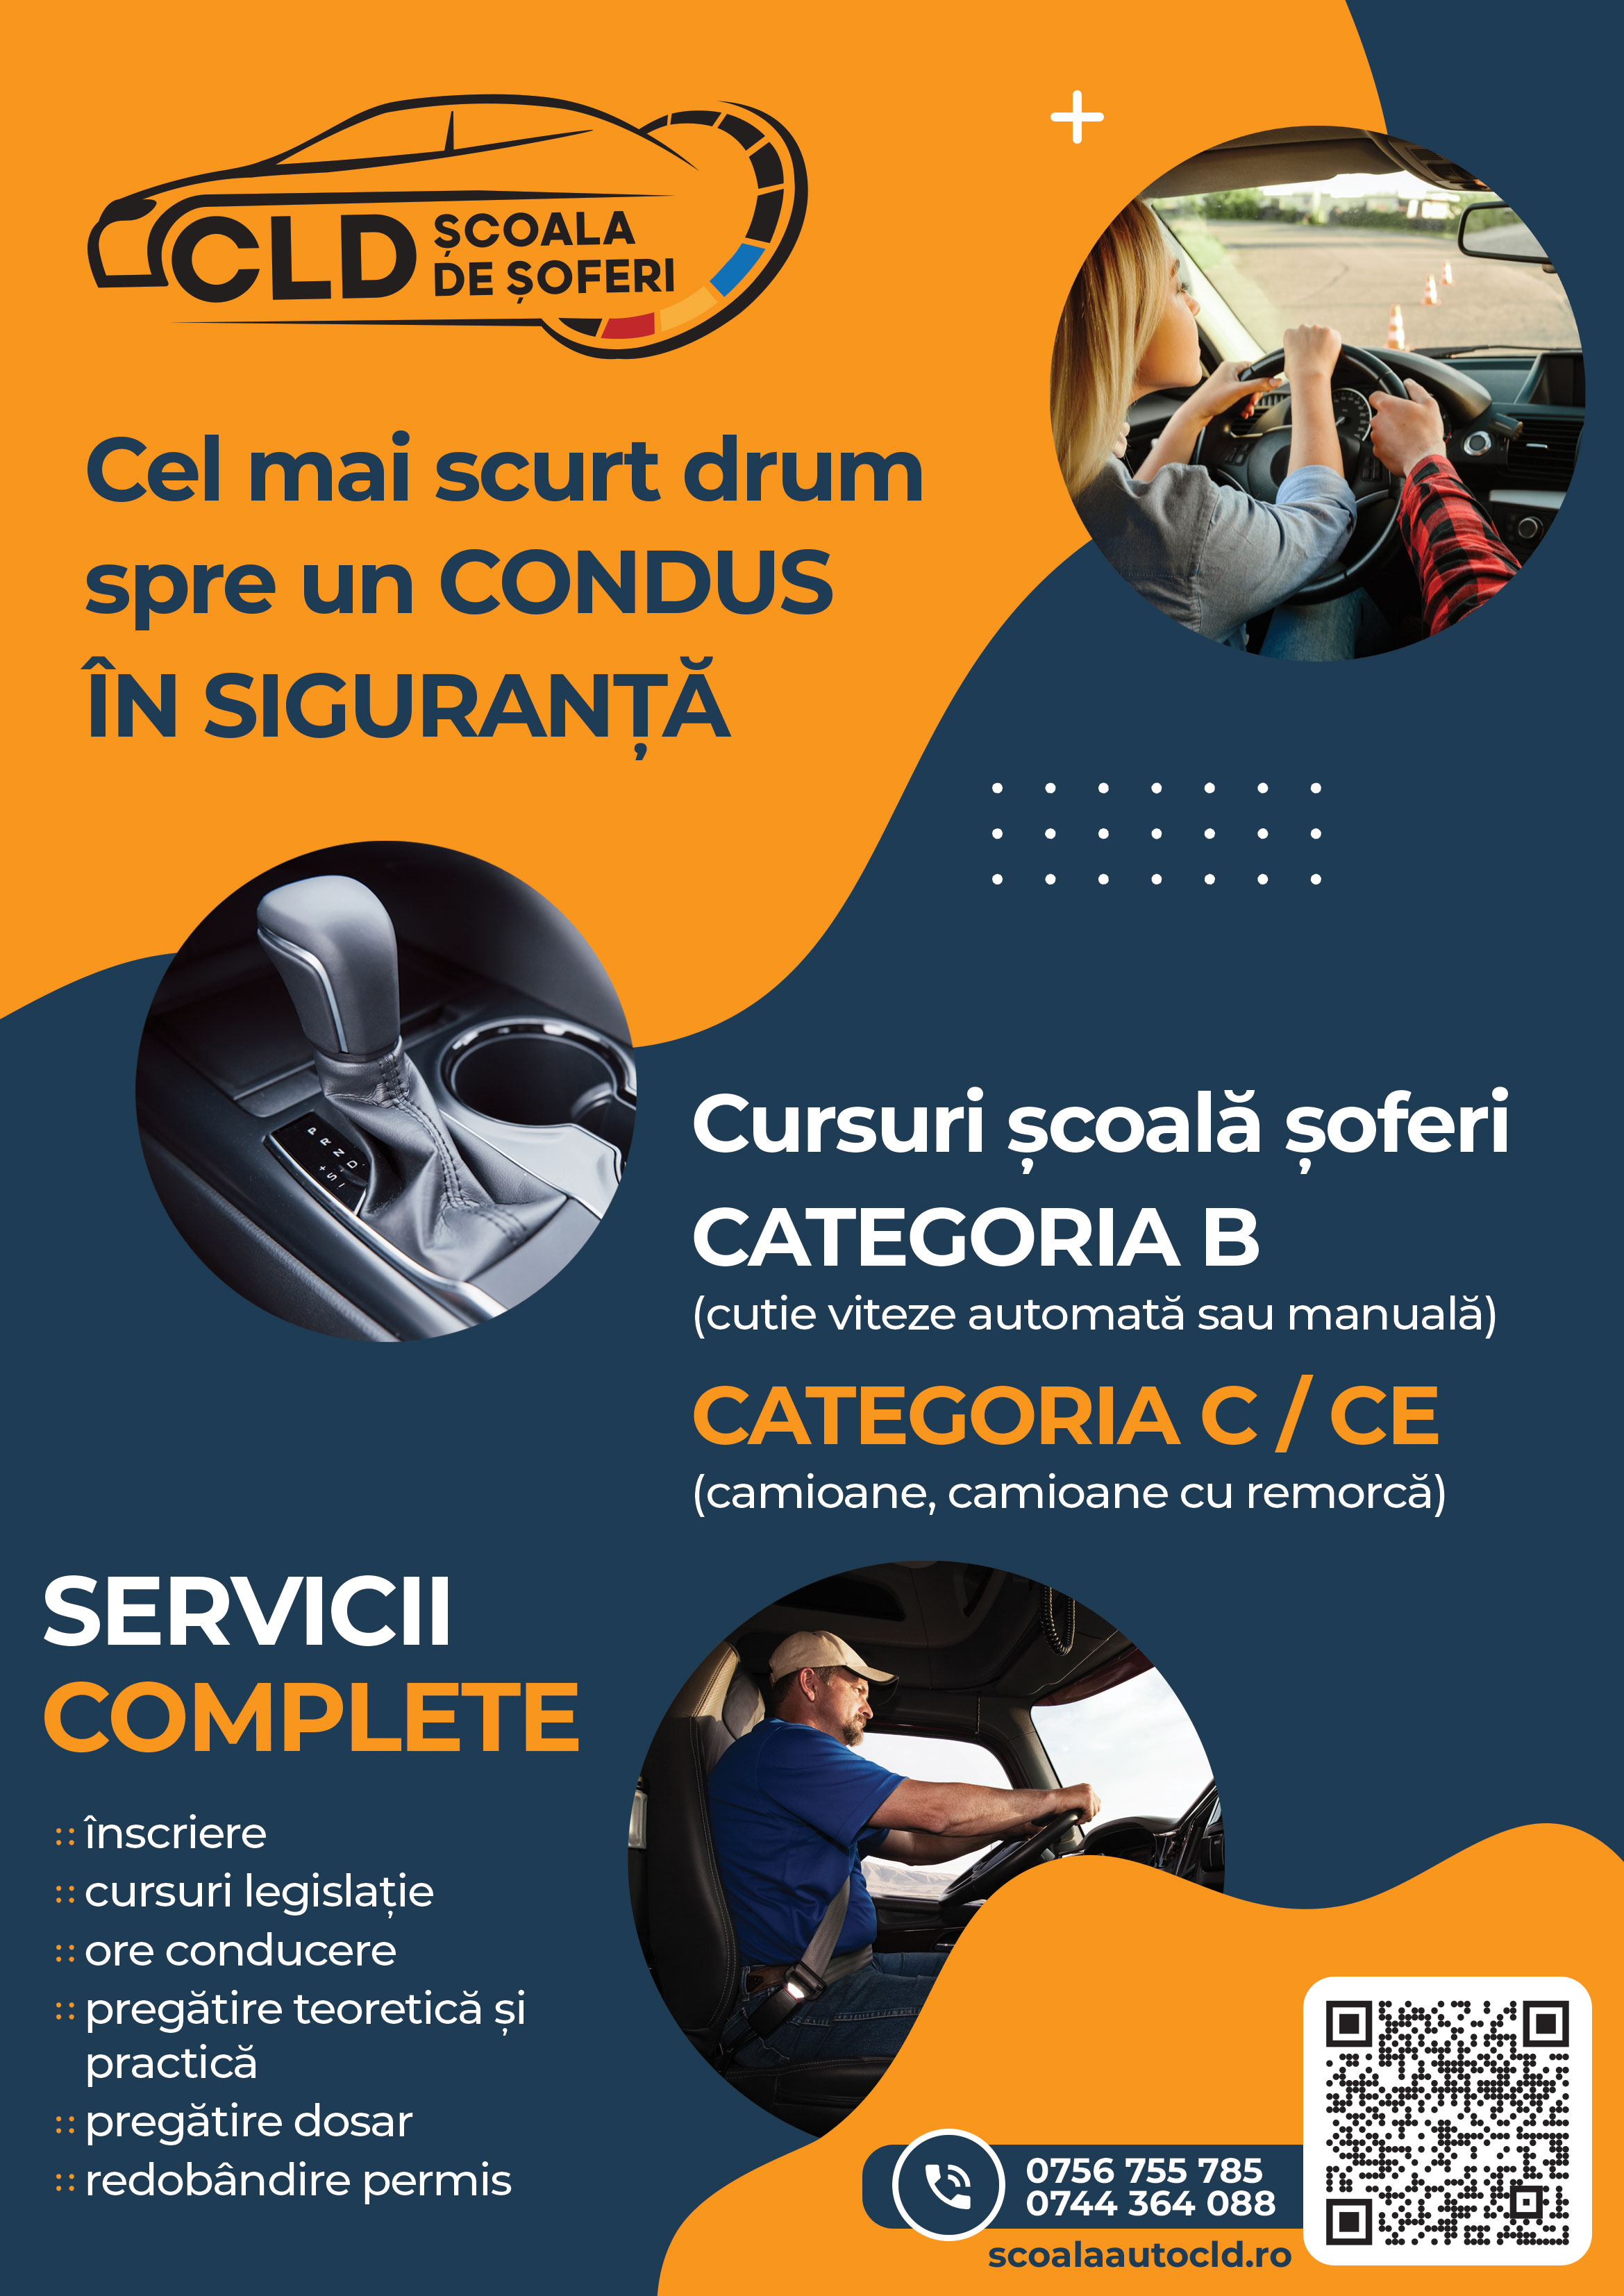 CLD ȘCOALA
DE ȘOFERI
Cel mai scurt drum
spre un CONDUS
ÎN SIGURANȚĂ
P R N D
+ S -
Cursuri școală șoferi
CATEGORIA B
(cutie viteze automată sau manuală)
CATEGORIA C / CE
(camioane, camioane cu remorcă)
SERVICII
COMPLETE
înscriere
cursuri legislație
ore conducere
pregătire teoretică și
practică
pregătire dosar
redobândire permis
0756 755 785
0744 364 088
scoalaautocld.ro